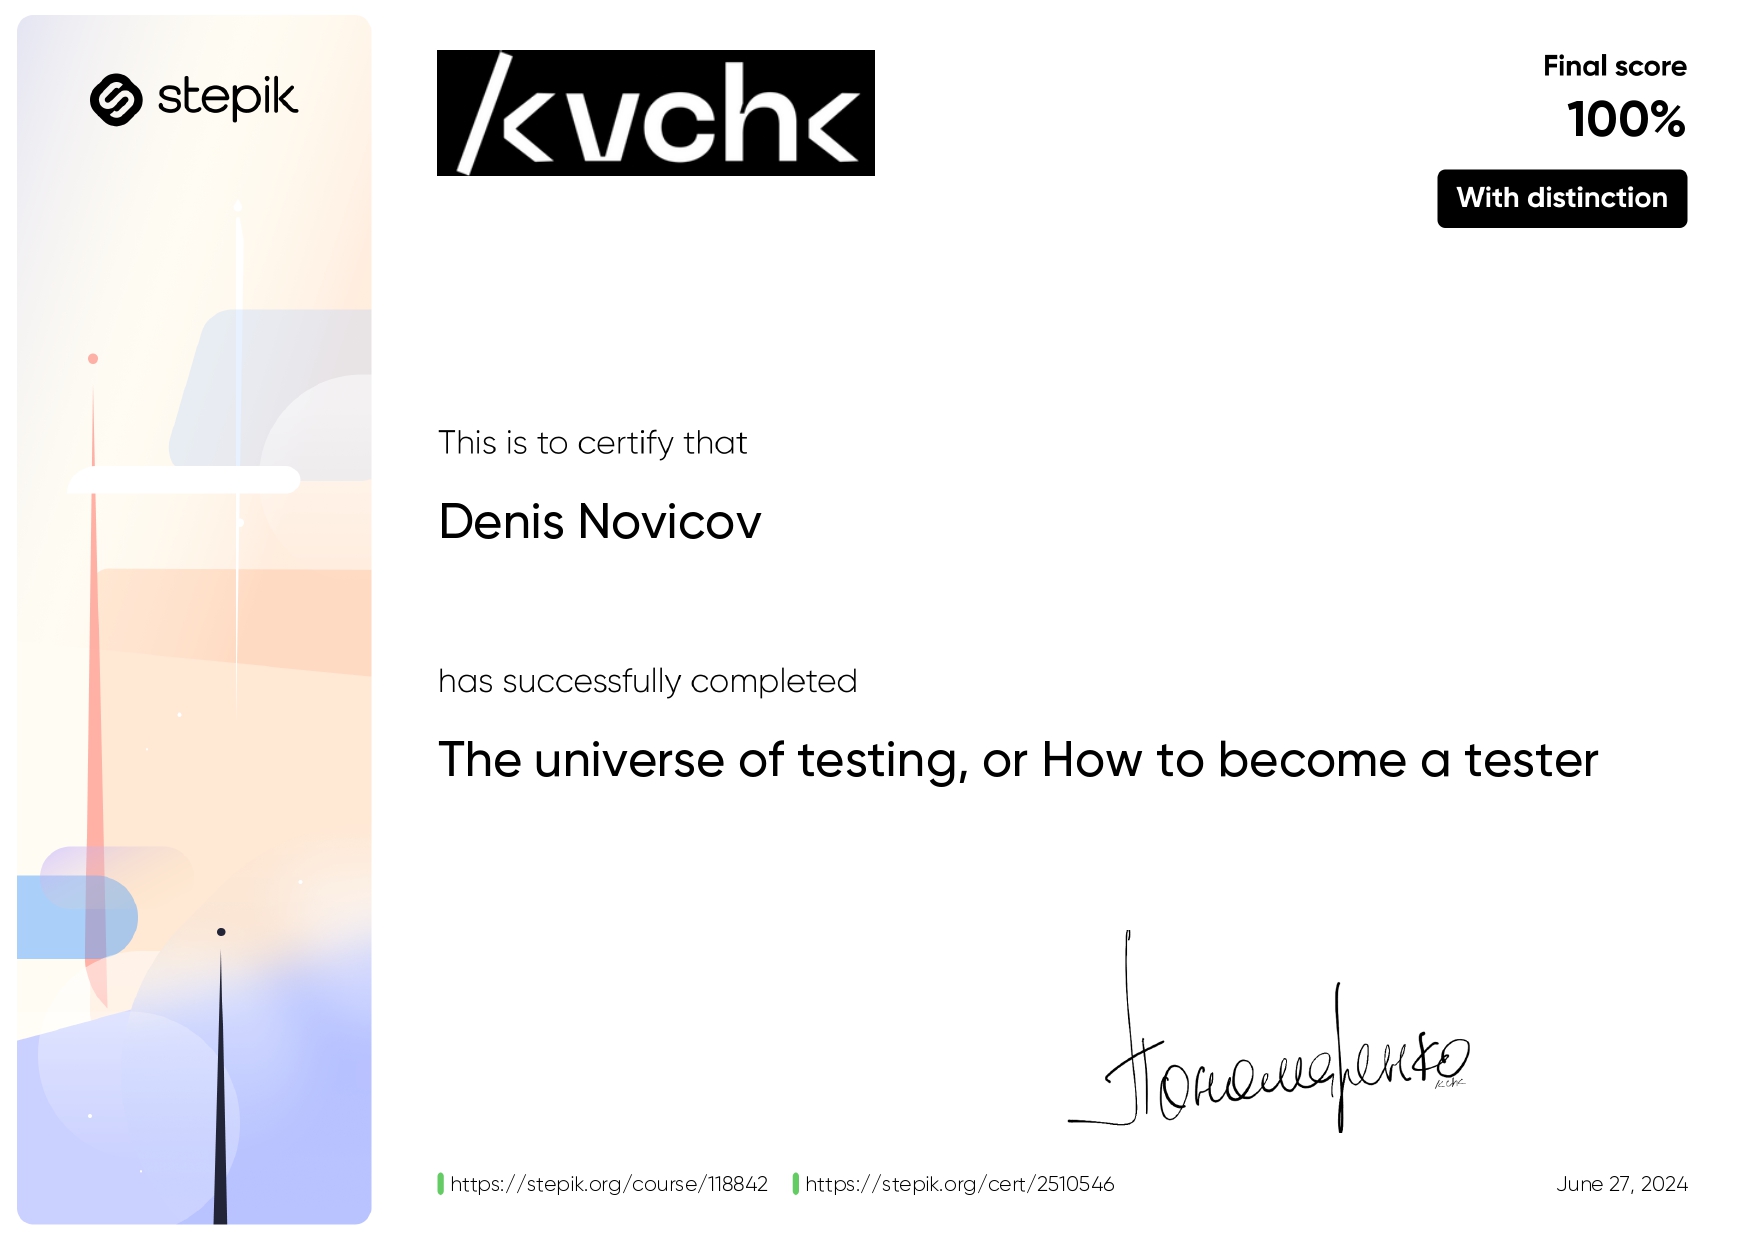 stepik
/kvchk
Final score
100%
With distinction
This is to certify that
Denis Novicov
has successfully completed
The universe of testing, or How to become a tester
Пономаренко
https://stepik.org/course/118842
https://stepik.org/cert/2510546
June 27, 2024